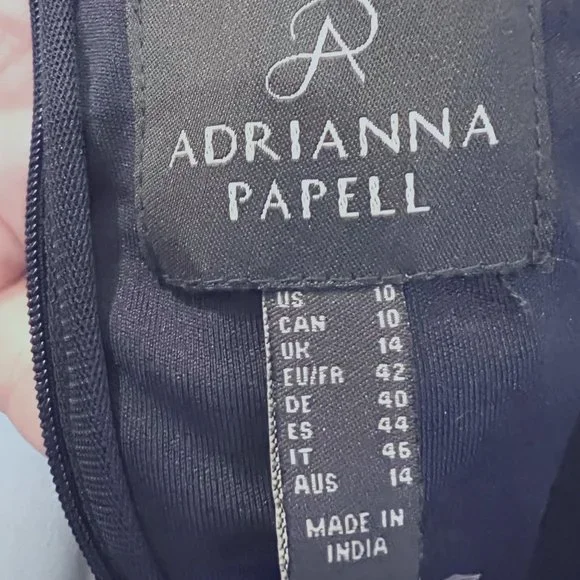 AP
ADRIANNA
PAPELL
US 10
CAN 10
UK 14
EU/FR 42
DE 40
ES 44
IT 46
AUS 14
MADE IN
INDIA